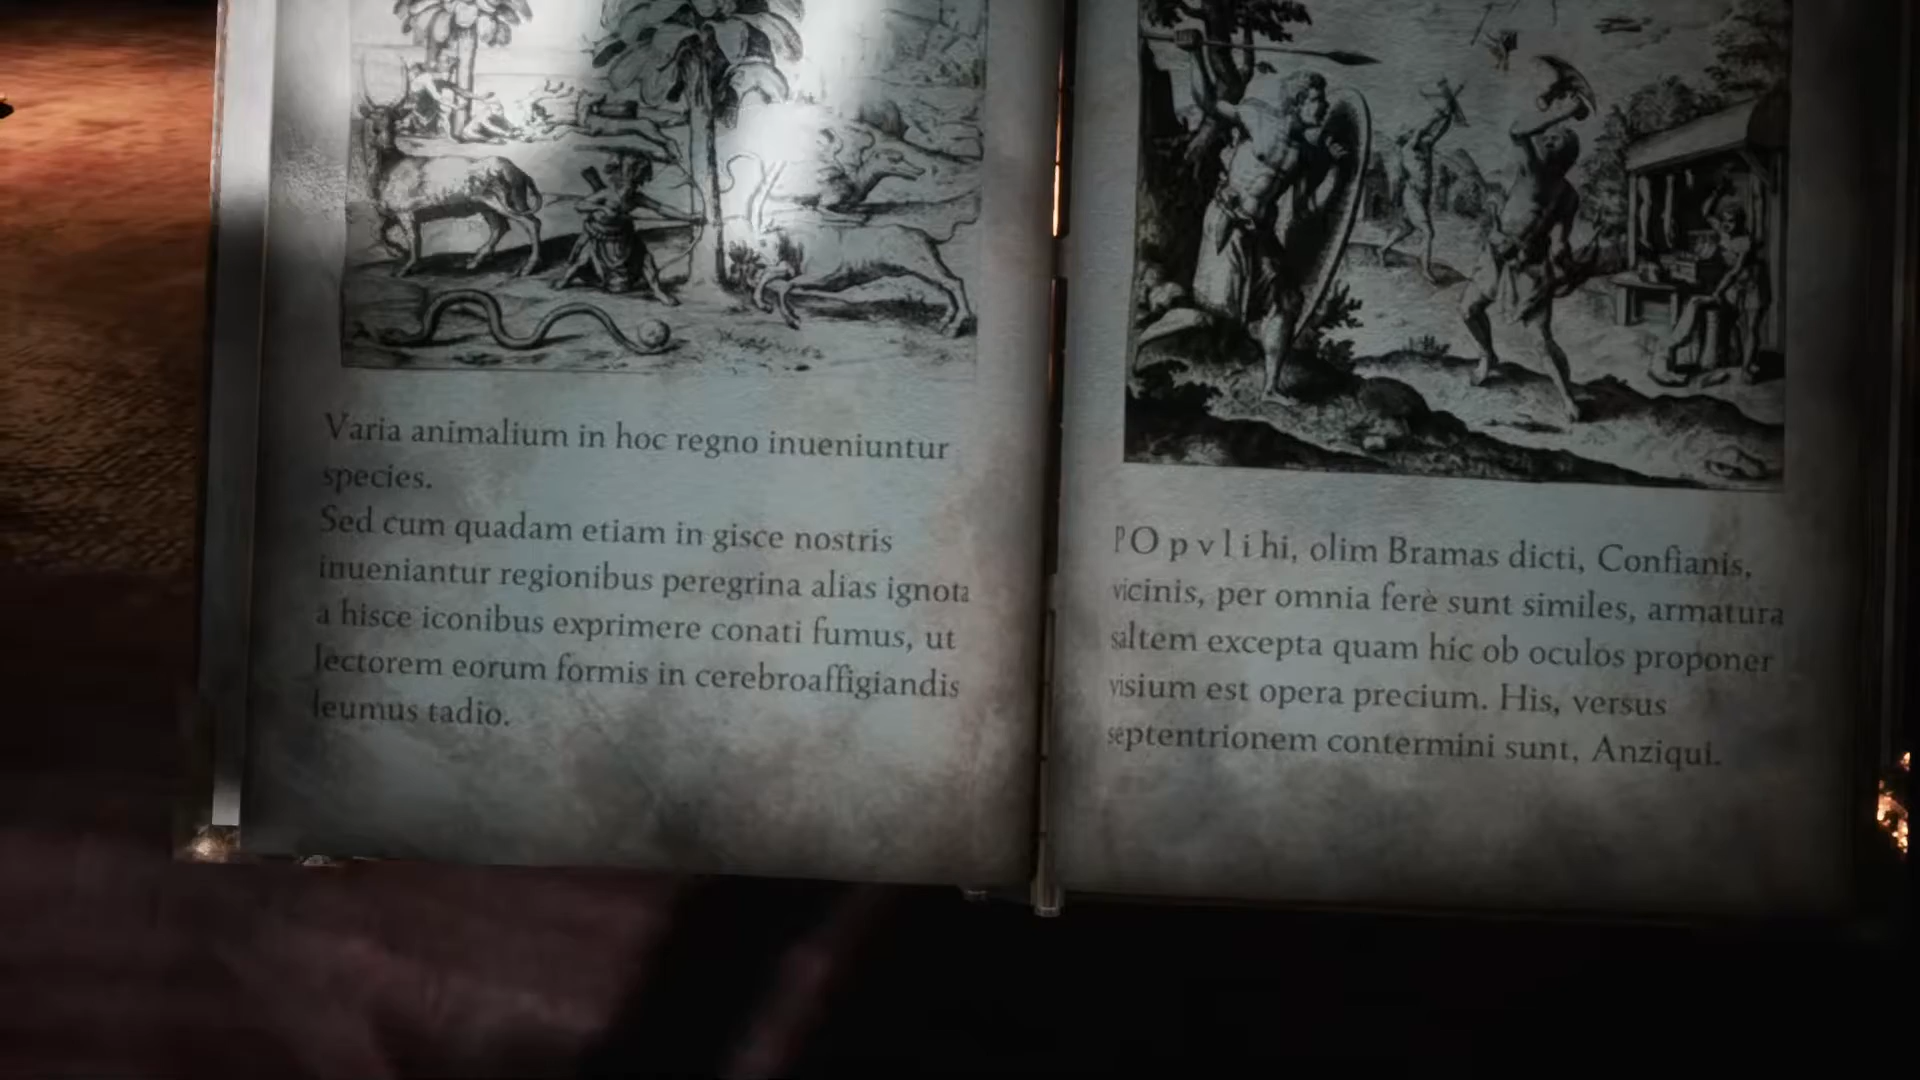 Varia animalium in hoc regno inueniuntur
species.
Sed cum quadam etiam in gisce nostris
inueniantur regionibus peregrina alias ignota
a hisce iconibus exprimere conati fumus, ut
lectorem eorum formis in cerebroaffigiandis
leumus tadio.
POpvlihi, olim Bramas dicti, Confianis,
vicinis, per omnia ferè sunt similes, armatura
saltem excepta quam hic ob oculos proponer
visium est opera precium. His, versus
septentrionem contermini sunt, Anziqui.